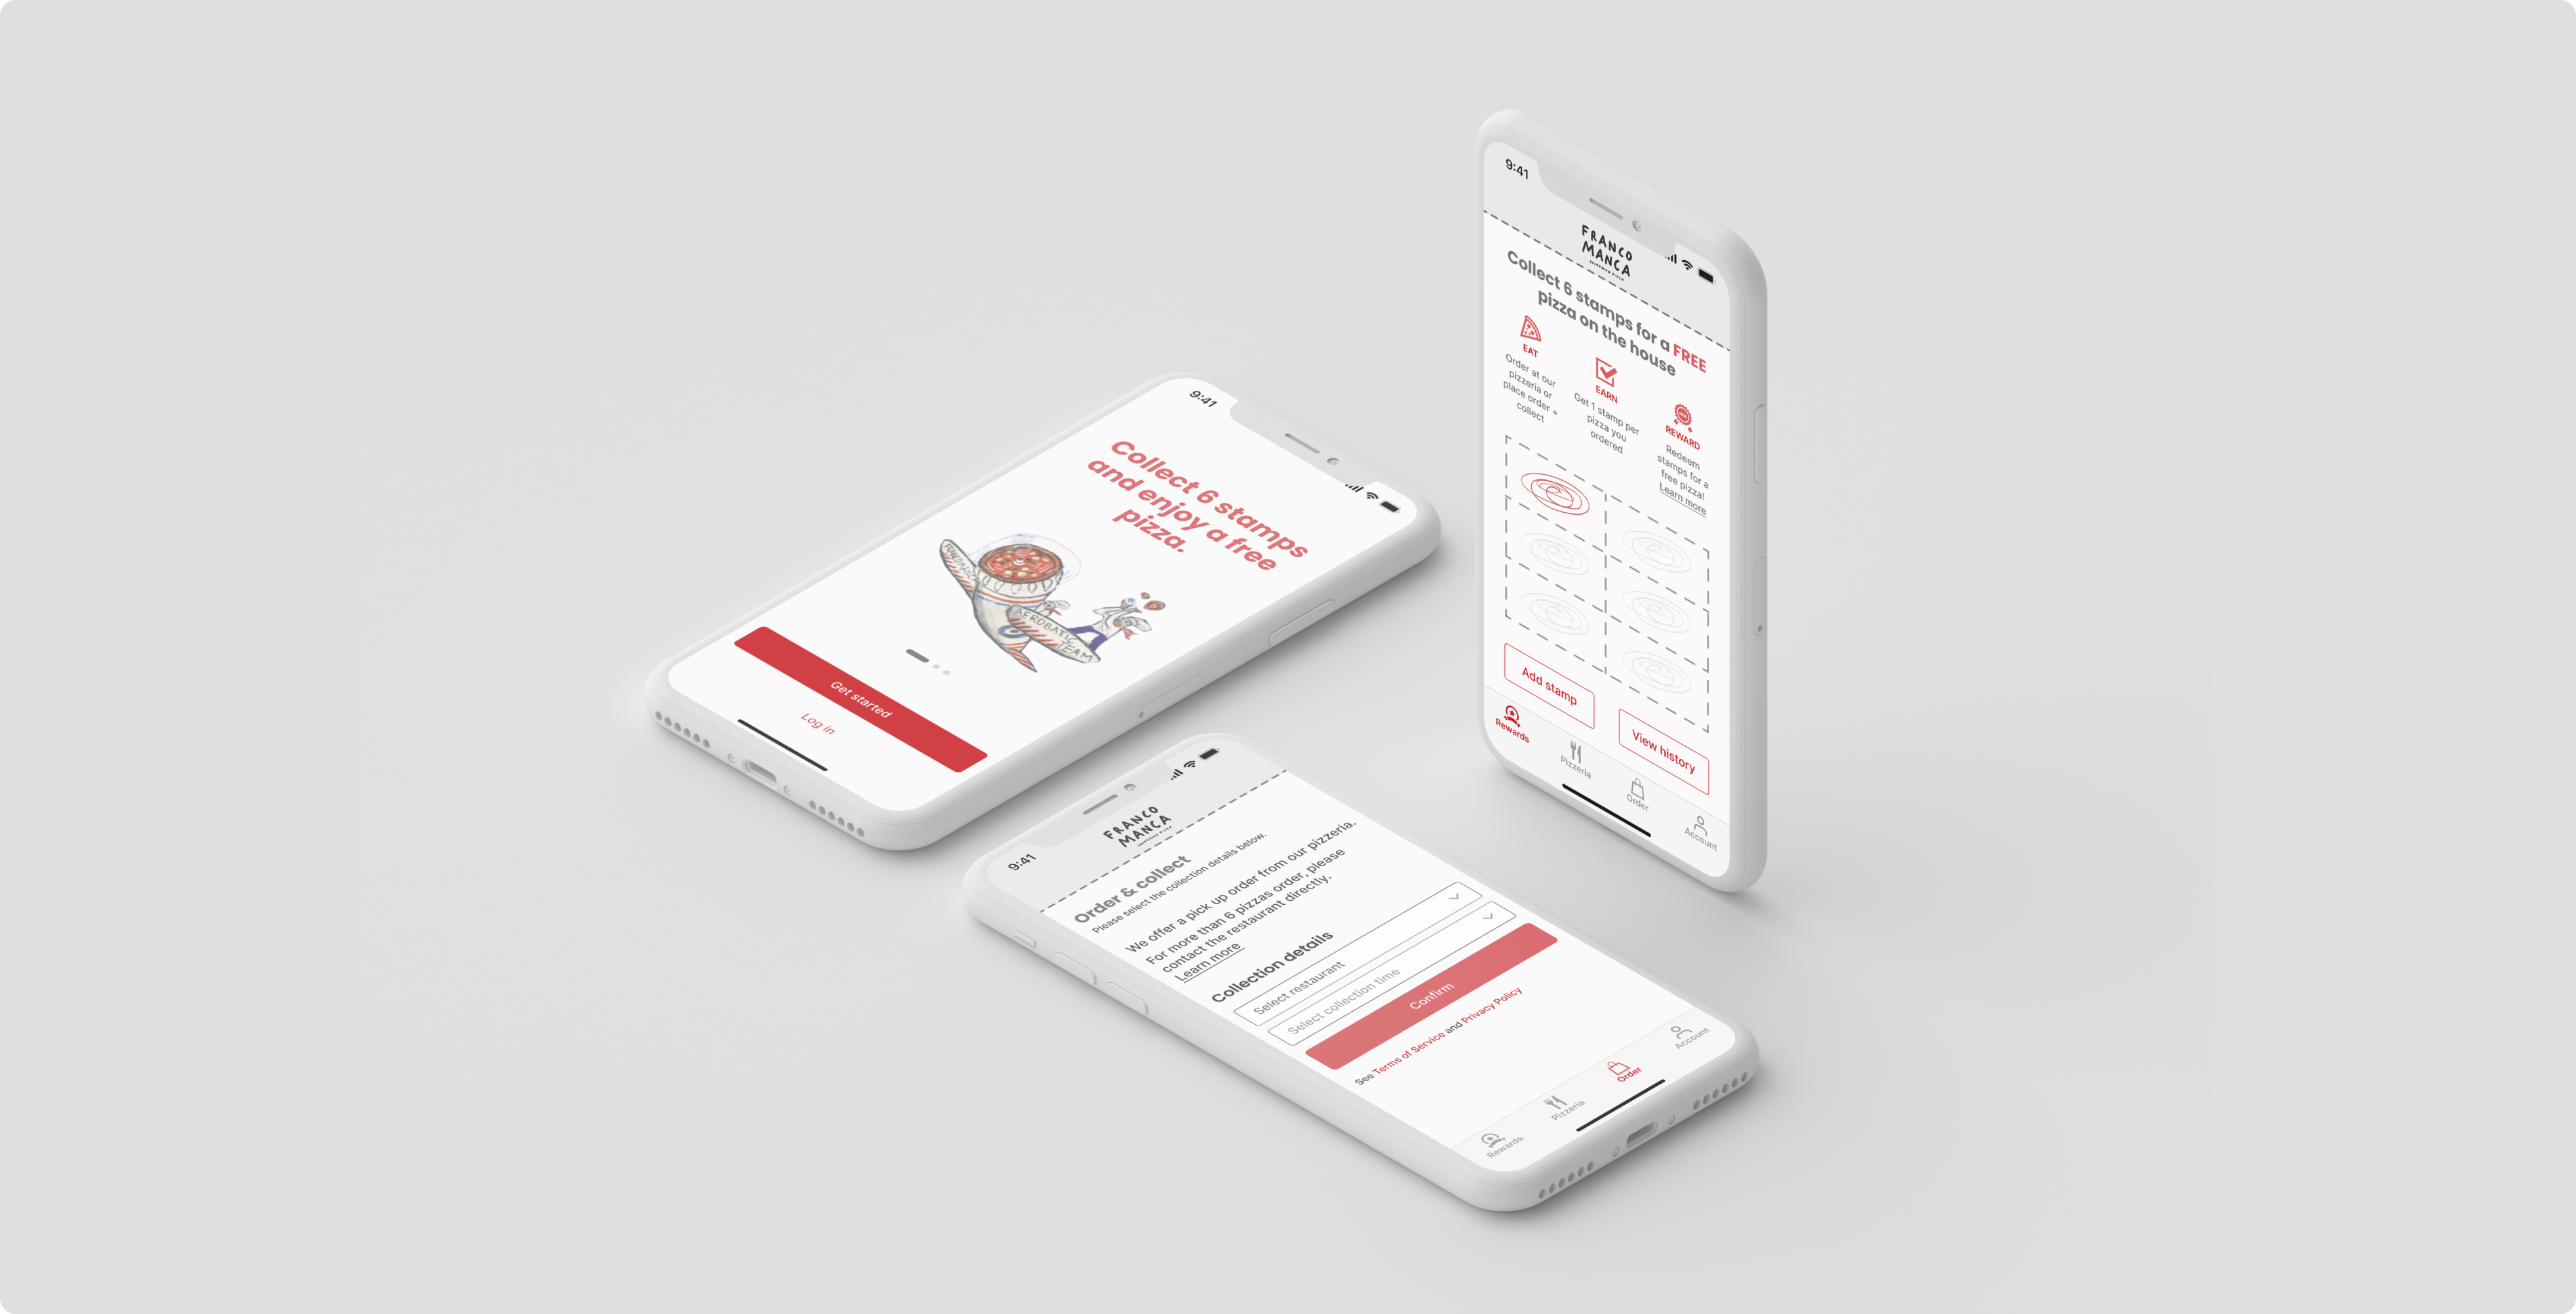 9:41
Collect 6 stamps
and enjoy a free
pizza.
AEROBATIC
TEAM
Get started
Log in
9:41
FRANCO
MANCA
Collect 6 stamps for a FREE
pizza on the house
EAT
Order at our
pizzeria or
place order +
collect
EARN
Get 1 stamp per
pizza you
ordered
REWARD
Redeem
stamps for a
free pizza!
Learn more
Add stamp
View history
Rewards
Pizzeria
Order
Account
9:41
FRANCO
MANCA
Order & collect
Please select the collection details below.
We offer a pick up order from our pizzeria.
For more than 6 pizzas order, please
contact the restaurant directly.
Learn more
Collection details
Select restaurant
Select collection time
Confirm
See Terms of Service and Privacy Policy
Rewards
Pizzeria
Order
Account